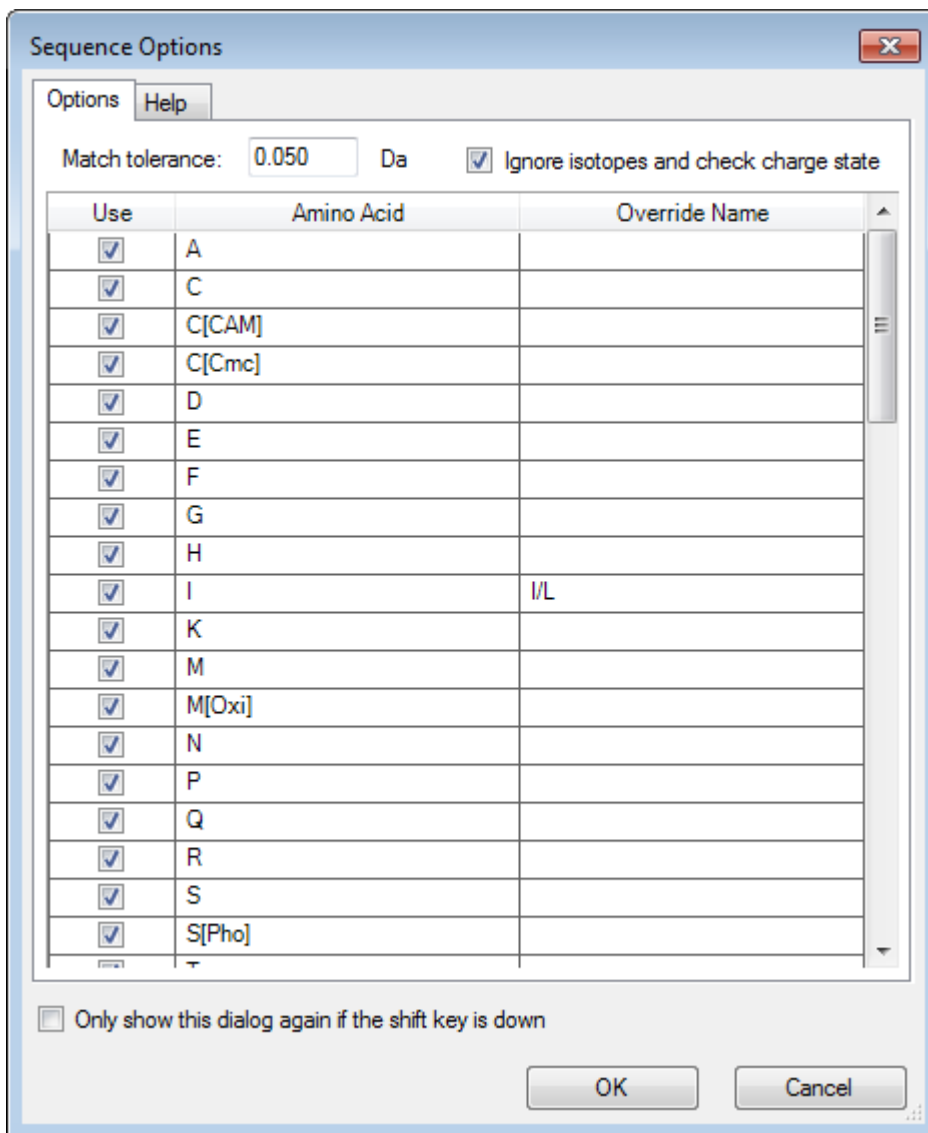 Sequence Options
Options Help
Match tolerance: 0.050 Da Ignore isotopes and check charge state
Use Amino Acid Override Name
A
C
C[CAM]
C[Cmc]
D
E
F
G
H
I I/L
K
M
M[Oxi]
N
P
Q
R
S
S[Pho]
Only show this dialog again if the shift key is down
OK Cancel